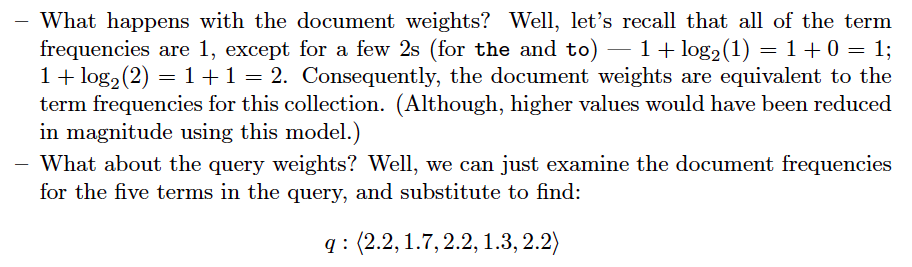 – What happens with the document weights? Well, let's recall that all of the term
frequencies are 1, except for a few 2s (for the and to) — 1 + log₂(1) = 1 + 0 = 1;
1 + log₂(2) = 1 + 1 = 2. Consequently, the document weights are equivalent to the
term frequencies for this collection. (Although, higher values would have been reduced
in magnitude using this model.)
– What about the query weights? Well, we can just examine the document frequencies
for the five terms in the query, and substitute to find:
q : ⟨2.2, 1.7, 2.2, 1.3, 2.2⟩